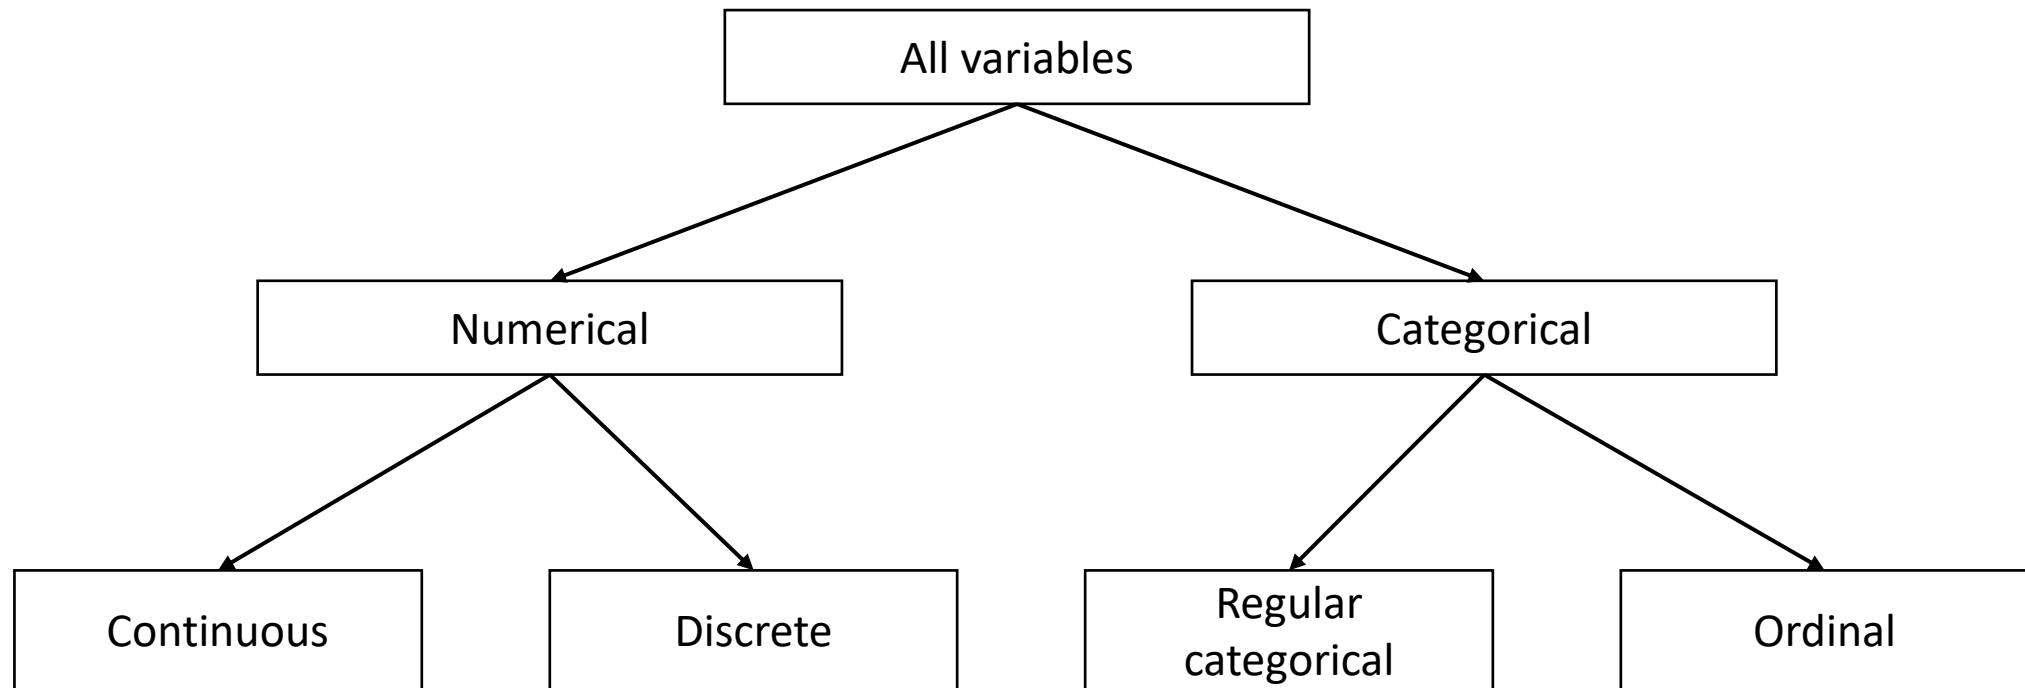 All variables
Numerical
Categorical
Continuous
Discrete
Regular
categorical
Ordinal